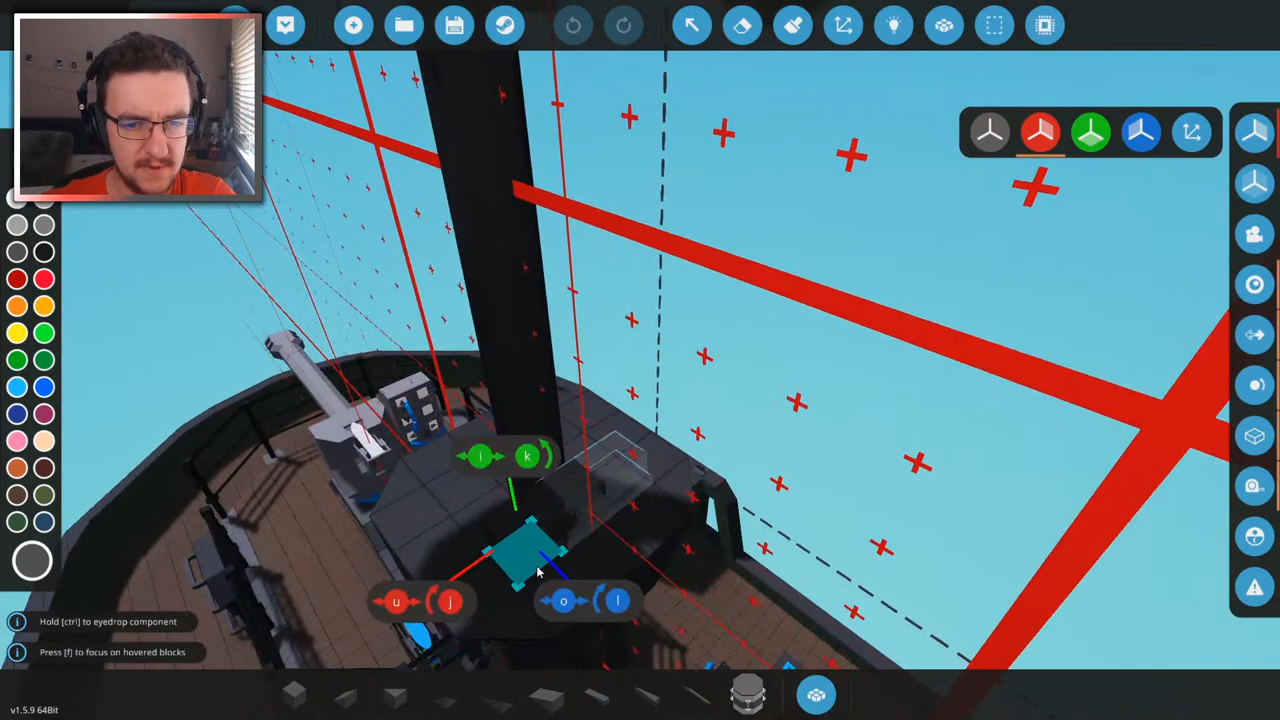 i k
u j
o l
Hold [ctrl] to eyedrop component
Press [f] to focus on hovered blocks
v1.5.9 64Bit